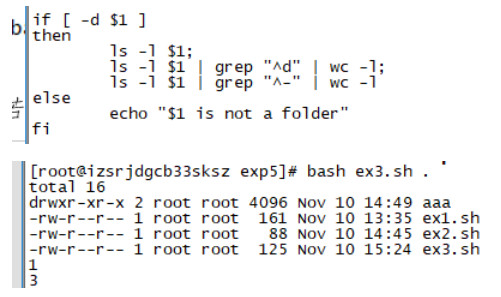 if [ -d $1 ]
then
ls -l $1;
ls -l $1 | grep "^d" | wc -l;
ls -l $1 | grep "^-" | wc -l
else
echo "$1 is not a folder"
fi
[root@izsrjdgcb33sksz exp5]# bash ex3.sh .
total 16
drwxr-xr-x 2 root root 4096 Nov 10 14:49 aaa
-rw-r--r-- 1 root root 161 Nov 10 13:35 ex1.sh
-rw-r--r-- 1 root root 88 Nov 10 14:45 ex2.sh
-rw-r--r-- 1 root root 125 Nov 10 15:24 ex3.sh
1
3